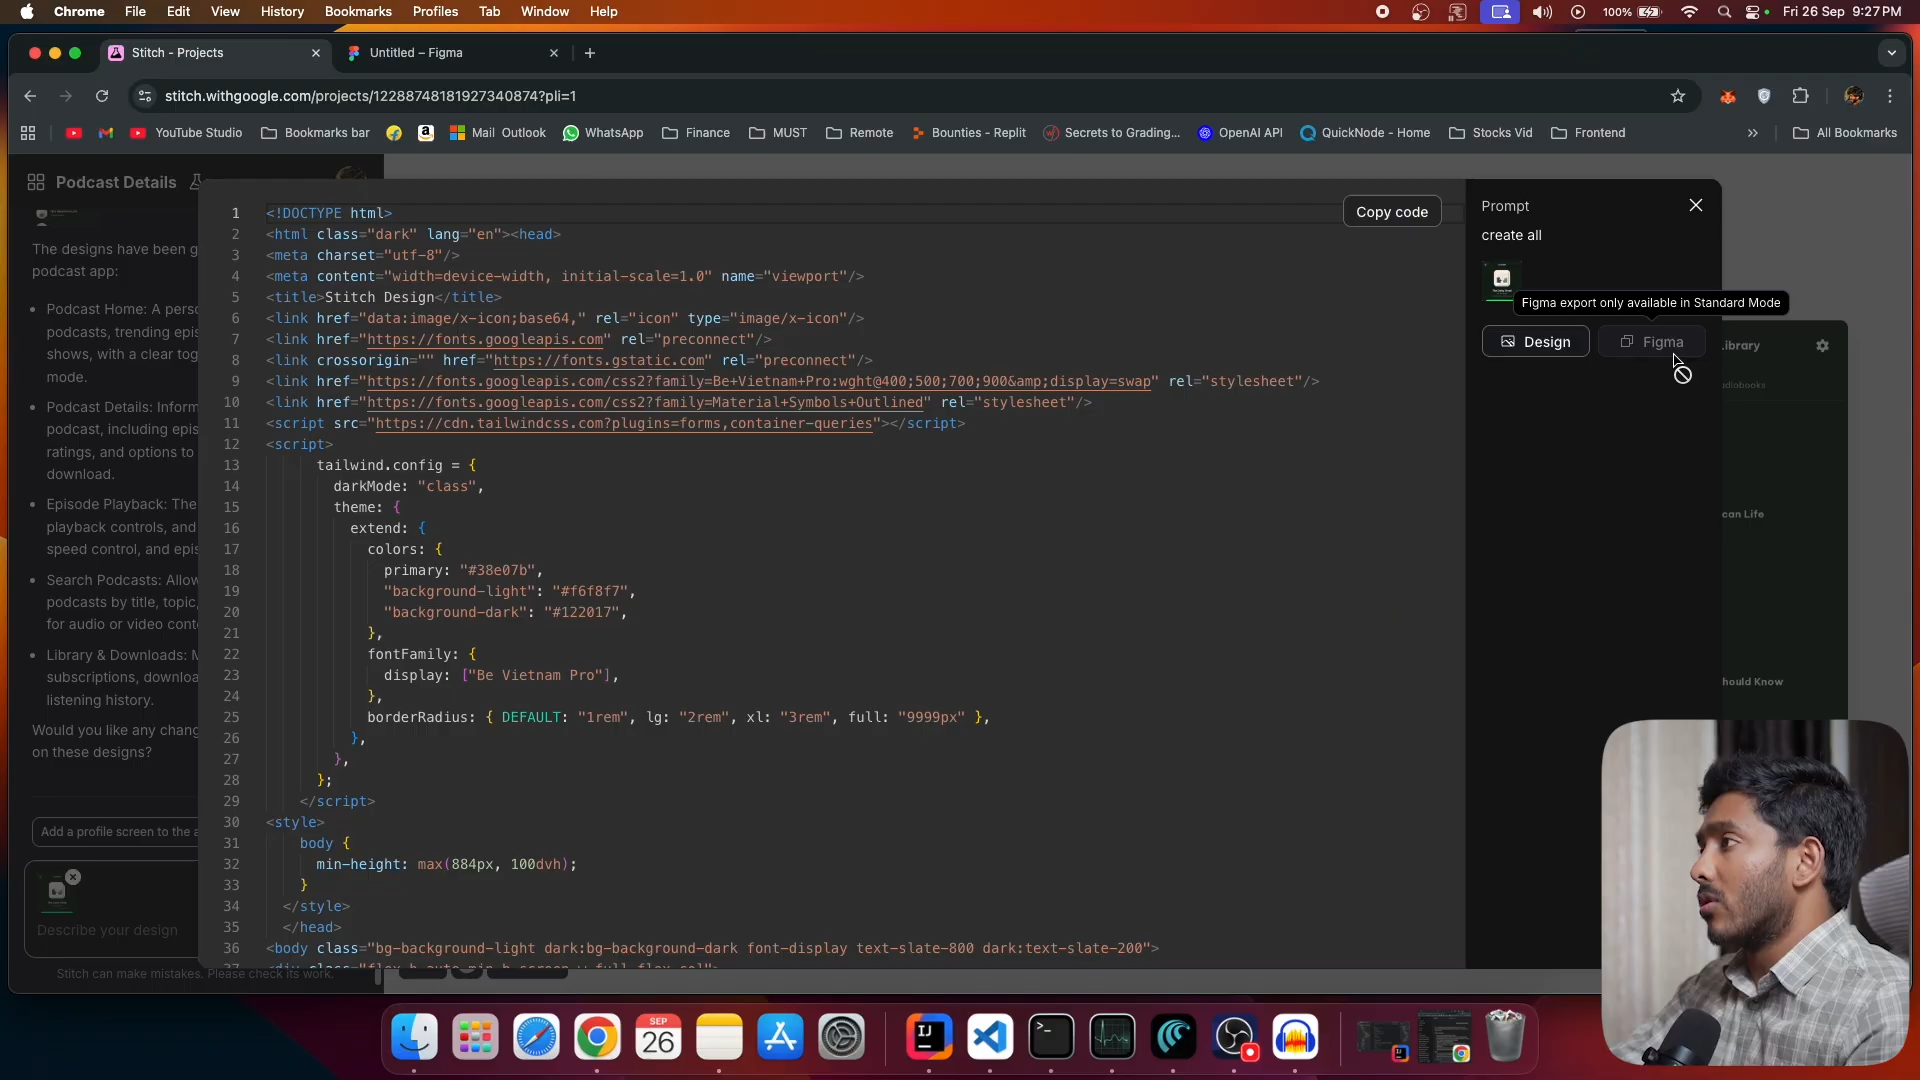 Chrome File Edit View History Bookmarks Profiles Tab Window Help
100% Fri 26 Sep 9:27 PM
Stitch - Projects
Untitled – Figma
stitch.withgoogle.com/projects/12288748181927340874?pli=1
YouTube Studio Bookmarks bar Mail Outlook WhatsApp Finance MUST Remote Bounties - Replit Secrets to Grading... OpenAI API QuickNode - Home Stocks Vid Frontend » All Bookmarks
Podcast Details
The designs have been g
podcast app:
Podcast Home: A perso
podcasts, trending epis
shows, with a clear tog
mode.
Podcast Details: Inform
podcast, including epis
ratings, and options to
download.
Episode Playback: The
playback controls, and
speed control, and epis
Search Podcasts: Allow
podcasts by title, topic,
for audio or video cont
Library & Downloads: M
subscriptions, downloa
listening history.
Would you like any chang
on these designs?
Add a profile screen to the a
Describe your design
Stitch can make mistakes. Please check its work.
1 <!DOCTYPE html>
2 <html class="dark" lang="en"><head>
3 <meta charset="utf-8"/>
4 <meta content="width=device-width, initial-scale=1.0" name="viewport"/>
5 <title>Stitch Design</title>
6 <link href="data:image/x-icon;base64," rel="icon" type="image/x-icon"/>
7 <link href="https://fonts.googleapis.com" rel="preconnect"/>
8 <link crossorigin="" href="https://fonts.gstatic.com" rel="preconnect"/>
9 <link href="https://fonts.googleapis.com/css2?family=Be+Vietnam+Pro:wght@400;500;700;900&amp;display=swap" rel="stylesheet"/>
10 <link href="https://fonts.googleapis.com/css2?family=Material+Symbols+Outlined" rel="stylesheet"/>
11 <script src="https://cdn.tailwindcss.com?plugins=forms,container-queries"></script>
12 <script>
13 tailwind.config = {
14 darkMode: "class",
15 theme: {
16 extend: {
17 colors: {
18 primary: "#38e07b",
19 "background-light": "#f6f8f7",
20 "background-dark": "#122017",
21 },
22 fontFamily: {
23 display: ["Be Vietnam Pro"],
24 },
25 borderRadius: { DEFAULT: "1rem", lg: "2rem", xl: "3rem", full: "9999px" },
26 },
27 },
28 };
29 </script>
30 <style>
31 body {
32 min-height: max(884px, 100dvh);
33 }
34 </style>
35 </head>
36 <body class="bg-background-light dark:bg-background-dark font-display text-slate-800 dark:text-slate-200">
Copy code
Prompt
create all
Figma export only available in Standard Mode
Design
Figma
ibrary
udiobooks
can Life
hould Know
SEP
26